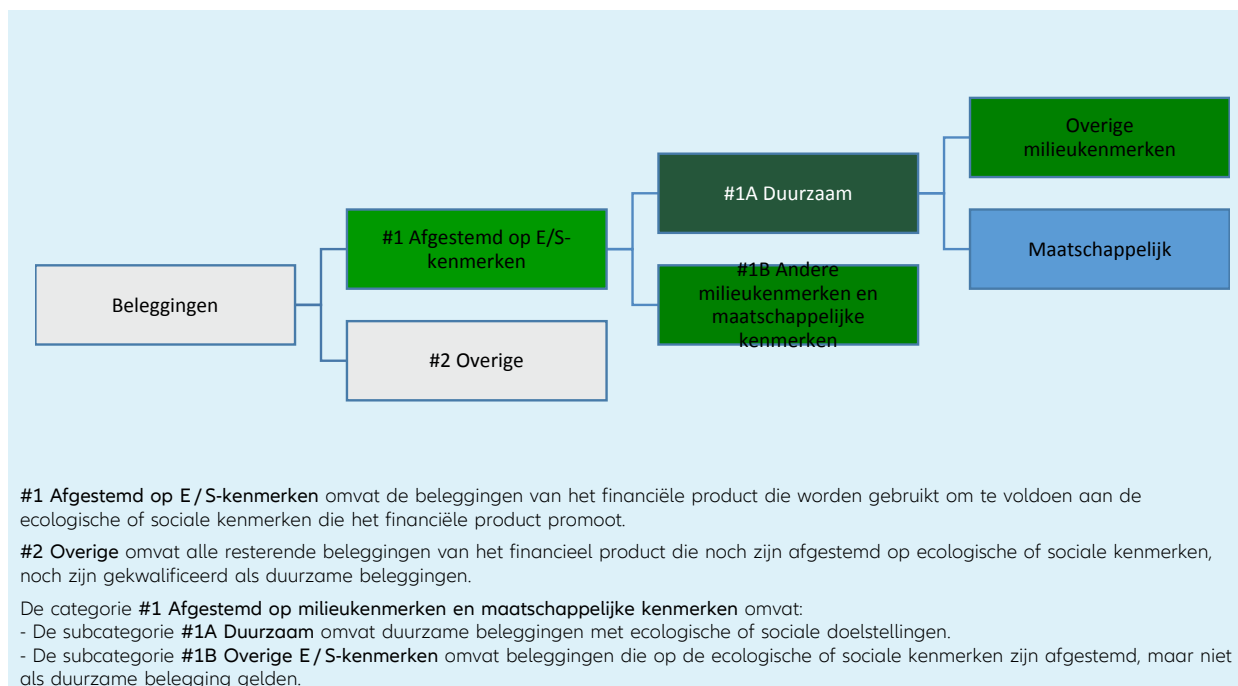 Overige
milieukenmerken
#1A Duurzaam
#1 Afgestemd op E/S-
kenmerken
Maatschappelijk
#1B Andere
milieukenmerken en
maatschappelijke
kenmerken
Beleggingen
#2 Overige
#1 Afgestemd op E/S-kenmerken omvat de beleggingen van het financiële product die worden gebruikt om te voldoen aan de
ecologische of sociale kenmerken die het financiële product promoot.
#2 Overige omvat alle resterende beleggingen van het financieel product die noch zijn afgestemd op ecologische of sociale kenmerken,
noch zijn gekwalificeerd als duurzame beleggingen.
De categorie #1 Afgestemd op milieukenmerken en maatschappelijke kenmerken omvat:
- De subcategorie #1A Duurzaam omvat duurzame beleggingen met ecologische of sociale doelstellingen.
- De subcategorie #1B Overige E/S-kenmerken omvat beleggingen die op de ecologische of sociale kenmerken zijn afgestemd, maar niet
als duurzame belegging gelden.